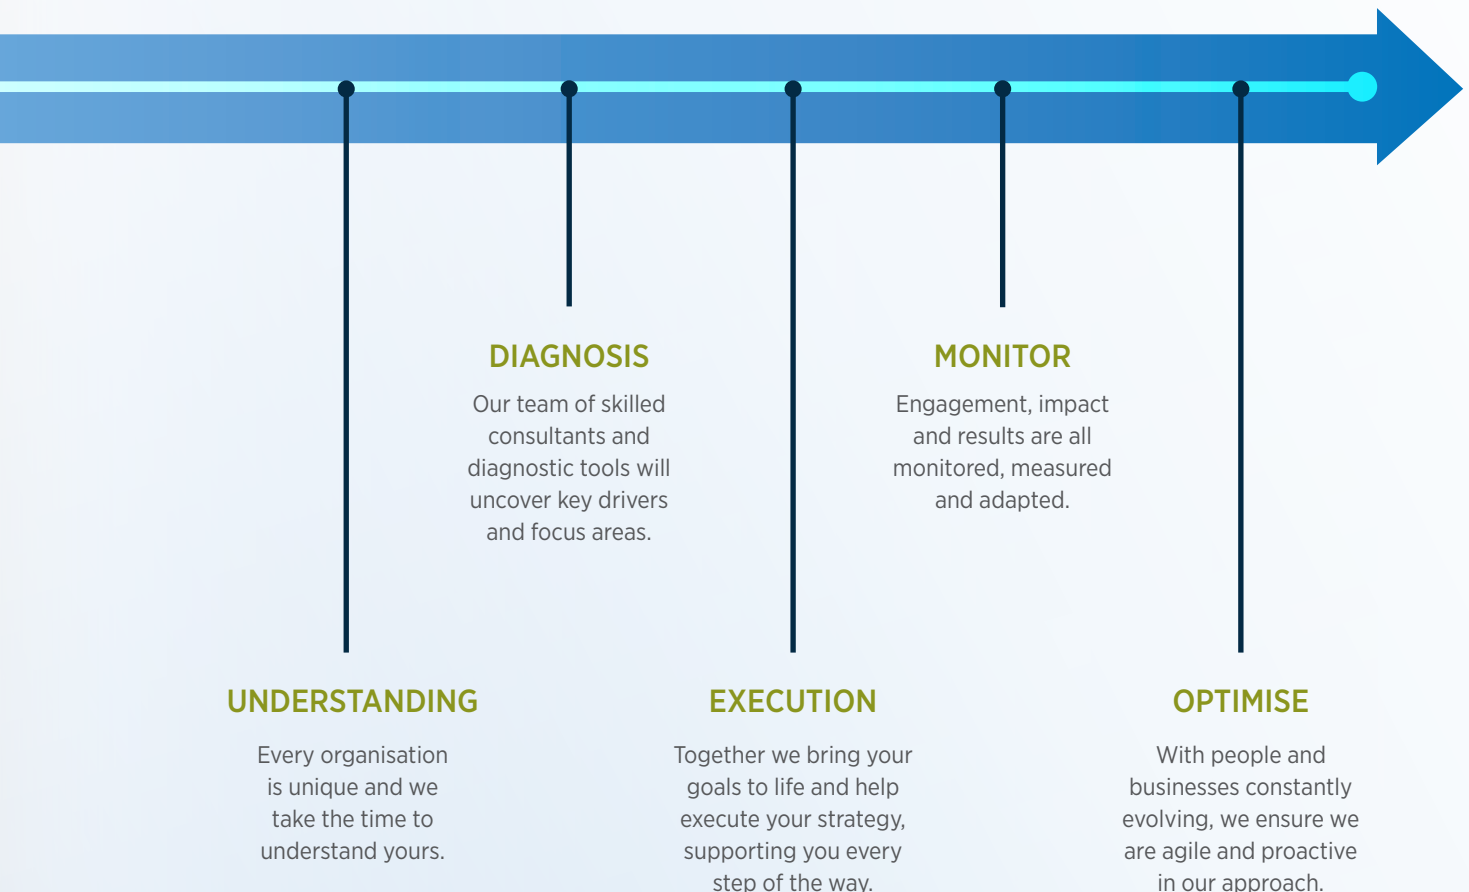 UNDERSTANDING
Every organisation
is unique and we
take the time to
understand yours.
DIAGNOSIS
Our team of skilled
consultants and
diagnostic tools will
uncover key drivers
and focus areas.
EXECUTION
Together we bring your
goals to life and help
execute your strategy,
supporting you every
step of the way.
MONITOR
Engagement, impact
and results are all
monitored, measured
and adapted.
OPTIMISE
With people and
businesses constantly
evolving, we ensure we
are agile and proactive
in our approach.